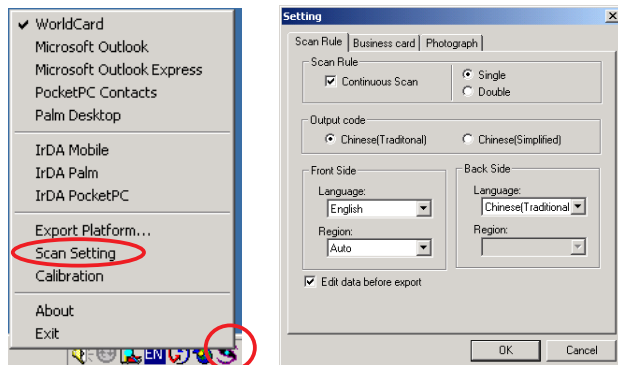 WorldCard
Microsoft Outlook
Microsoft Outlook Express
PocketPC Contacts
Palm Desktop
IrDA Mobile
IrDA Palm
IrDA PocketPC
Export Platform...
Scan Setting
Calibration
About
Exit
EN
Setting
Scan Rule Business card Photograph
Scan Rule
Continuous Scan
Single
Double
Output code
Chinese(Traditonal) Chinese(Simplified)
Front Side
Language:
English
Region:
Auto
Back Side
Language:
Chinese(Traditional
Region:
Edit data before export
OK Cancel